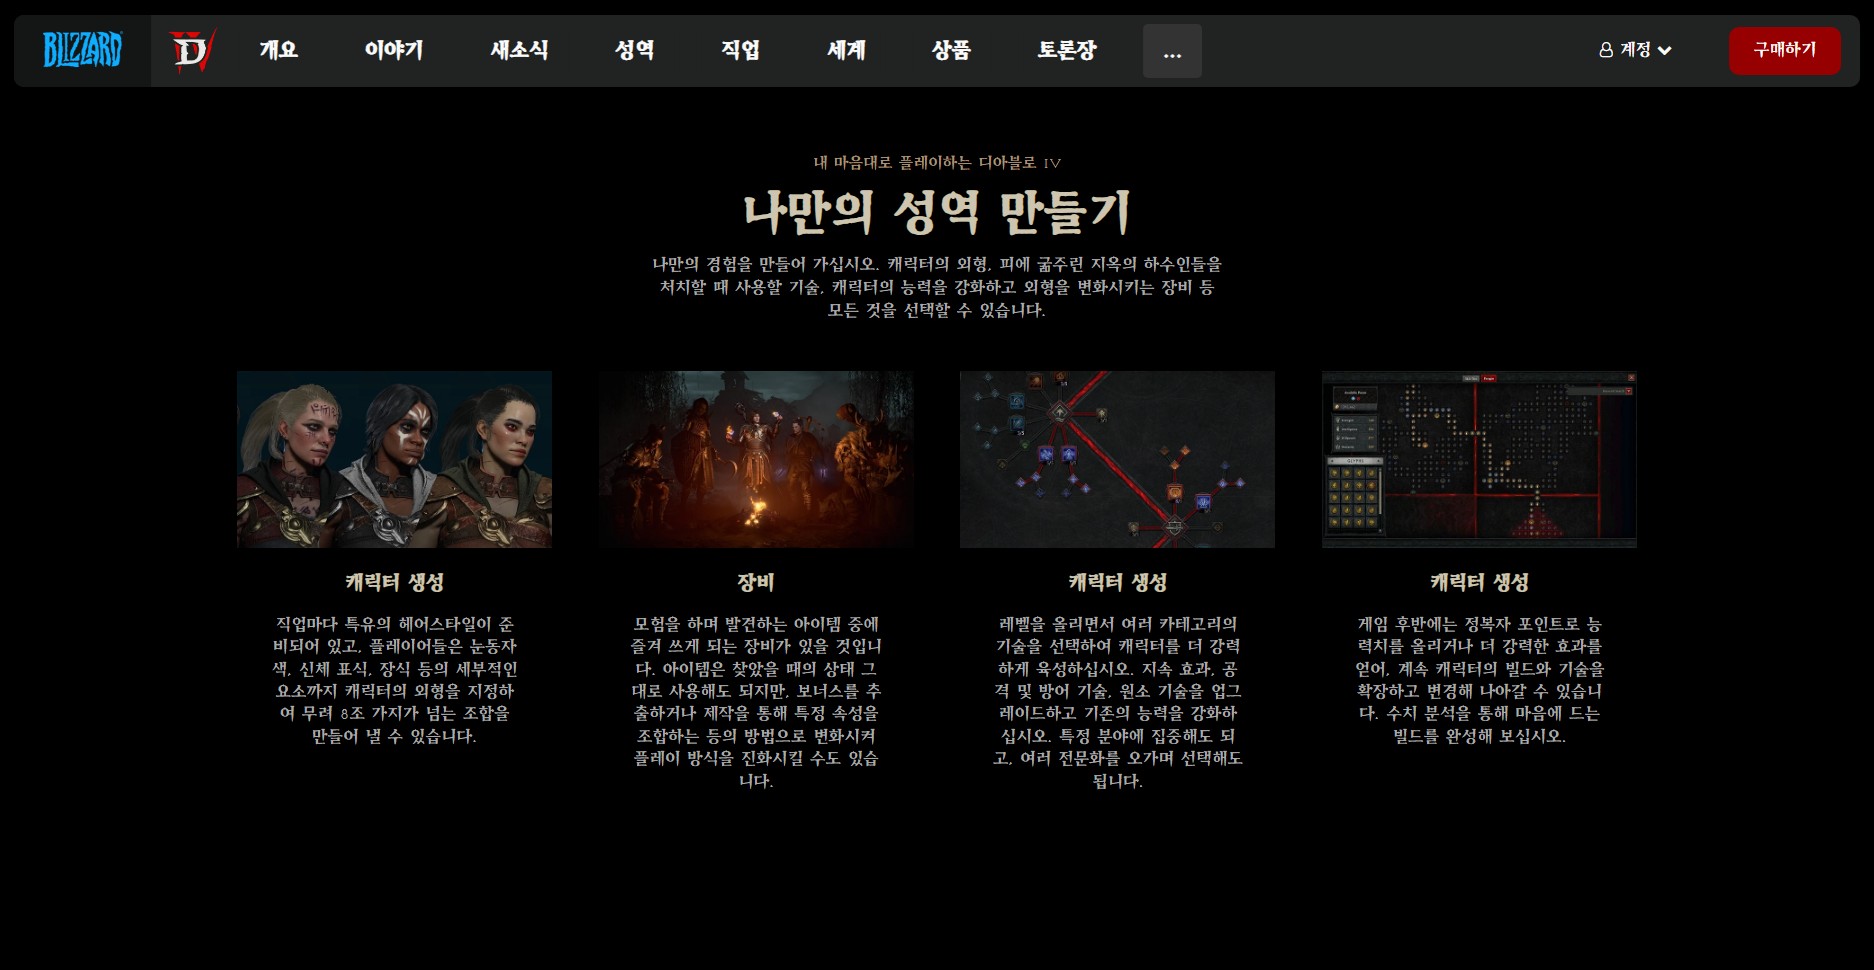 BLIZZARD
개요
이야기
새소식
성역
직업
세계
상품
토론장
...
계정
구매하기
내 마음대로 플레이하는 디아블로 IV
나만의 성역 만들기
나만의 경험을 만들어 가십시오. 캐릭터의 외형, 피에 굶주린 지옥의 하수인들을
처치할 때 사용할 기술, 캐릭터의 능력을 강화하고 외형을 변화시키는 장비 등
모든 것을 선택할 수 있습니다.
캐릭터 생성
직업마다 특유의 헤어스타일이 준
비되어 있고, 플레이어들은 눈동자
색, 신체 표식, 장식 등의 세부적인
요소까지 캐릭터의 외형을 지정하
여 무려 8조 가지가 넘는 조합을
만들어 낼 수 있습니다.
장비
모험을 하며 발견하는 아이템 중에
즐겨 쓰게 되는 장비가 있을 것입니
다. 아이템은 찾았을 때의 상태 그
대로 사용해도 되지만, 보너스를 추
출하거나 제작을 통해 특정 속성을
조합하는 등의 방법으로 변화시켜
플레이 방식을 진화시킬 수도 있습
니다.
캐릭터 생성
레벨을 올리면서 여러 카테고리의
기술을 선택하여 캐릭터를 더 강력
하게 육성하십시오. 지속 효과, 공
격 및 방어 기술, 원소 기술을 업그
레이드하고 기존의 능력을 강화하
십시오. 특정 분야에 집중해도 되
고, 여러 전문화를 오가며 선택해도
됩니다.
캐릭터 생성
게임 후반에는 정복자 포인트로 능
력치를 올리거나 더 강력한 효과를
얻어, 계속 캐릭터의 빌드와 기술을
확장하고 변경해 나아갈 수 있습니
다. 수치 분석을 통해 마음에 드는
빌드를 완성해 보십시오.